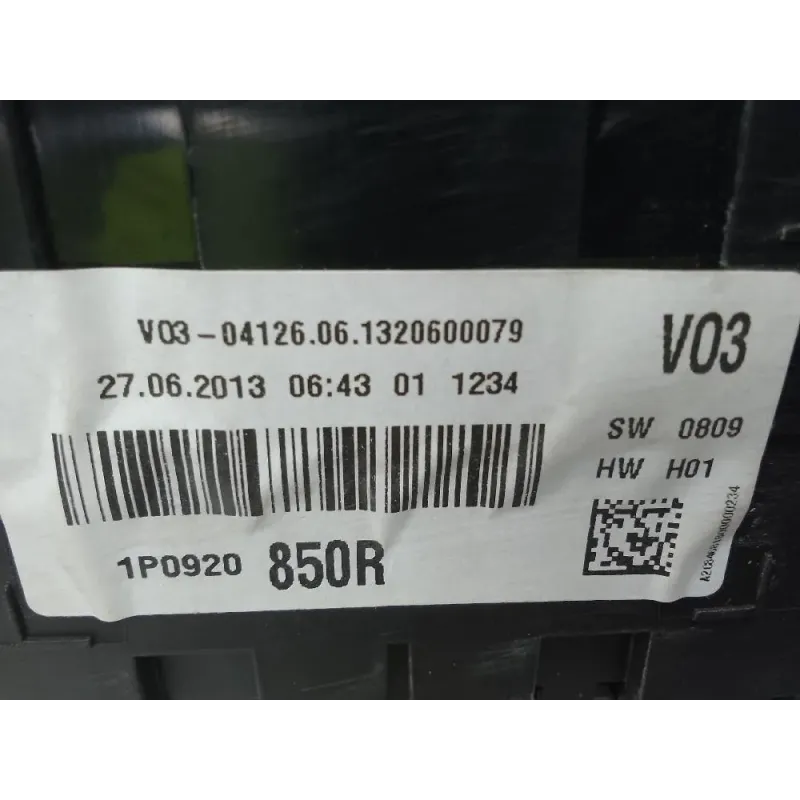 V03-04126.06.1320600079
V03
27.06.2013 06:43 01 1234
SW 0809
HW H01
1P0920 850R